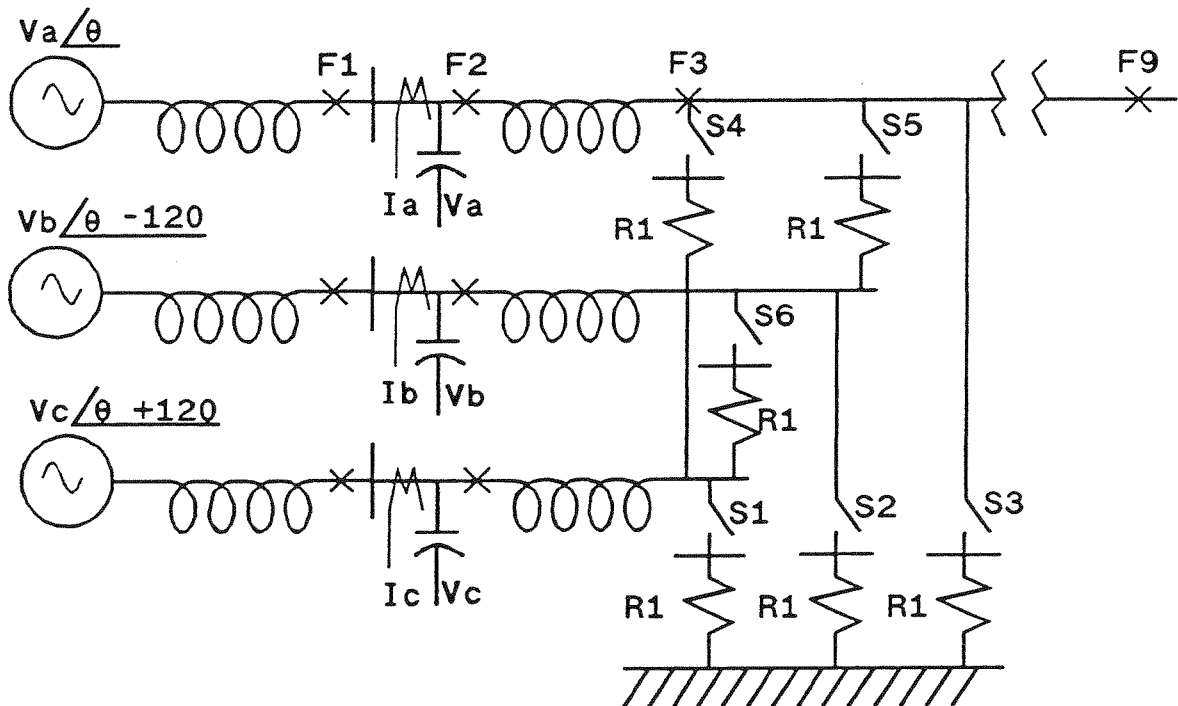 Va/θ
F1 F2 F3 F9
S4 S5
Ia Va
R1 R1
Vb/θ -120
S6
Ib Vb
R1
Vc/θ +120
S1 S2 S3
Ic Vc
R1 R1 R1